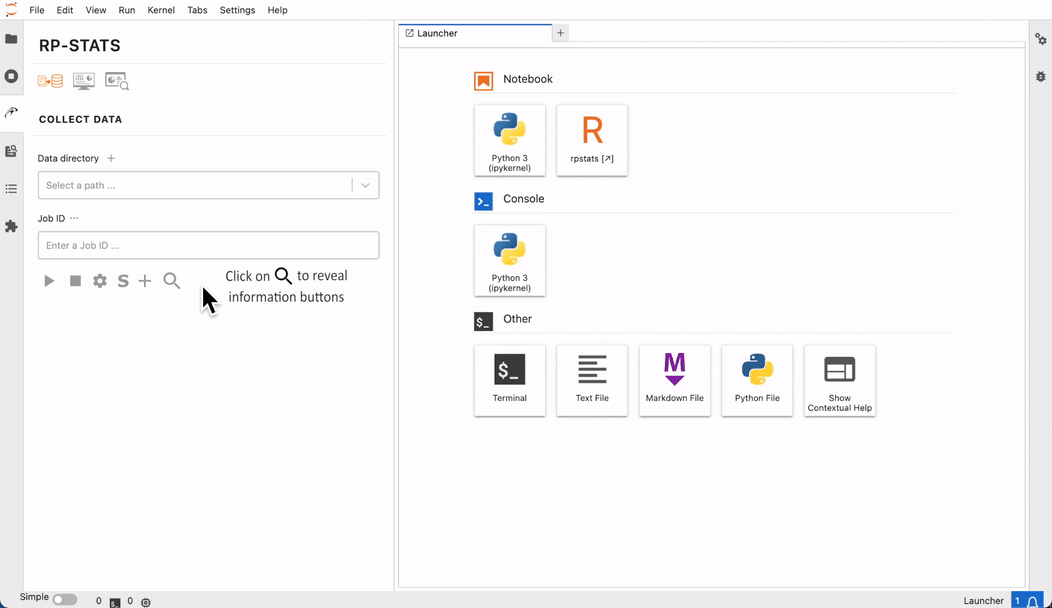 File Edit View Run Kernel Tabs Settings Help
RP-STATS
COLLECT DATA
Data directory +
Select a path ...
Job ID ...
Enter a Job ID ...
S
Click on to reveal
information buttons
Launcher
+
Notebook
Python 3
(ipykernel)
R
rpstats [↗]
>_
Console
Python 3
(ipykernel)
$_
Other
$_
Terminal
Text File
M
Markdown File
Python File
Show
Contextual Help
Simple 0 $_ 0
Launcher 1